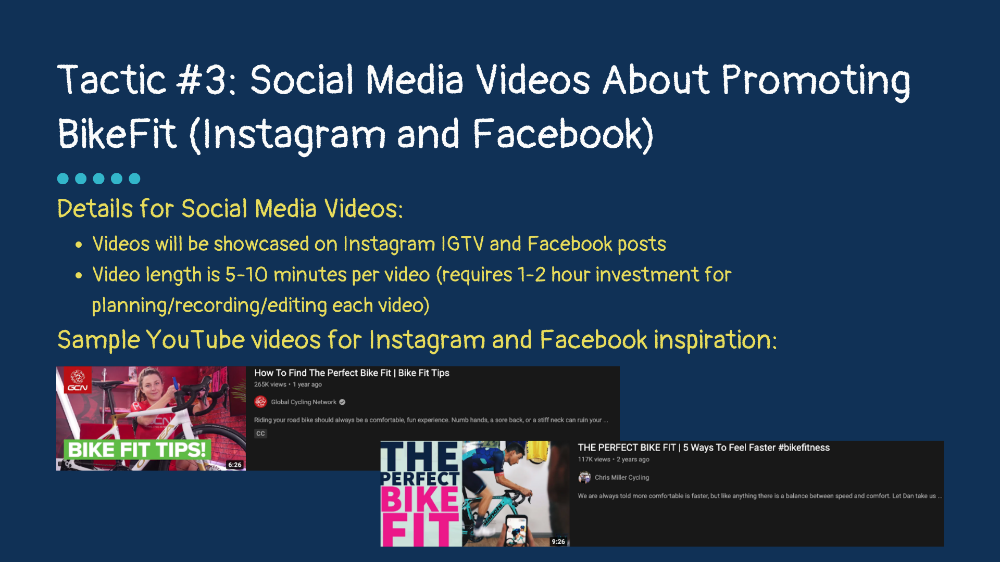 Tactic #3: Social Media Videos About Promoting
BikeFit (Instagram and Facebook)
Details for Social Media Videos:
• Videos will be showcased on Instagram IGTV and Facebook posts
• Video length is 5-10 minutes per video (requires 1-2 hour investment for
planning/recording/editing each video)
Sample YouTube videos for Instagram and Facebook inspiration:
GCN
BIKE FIT TIPS!
6:26
How To Find The Perfect Bike Fit | Bike Fit Tips
265K views • 1 year ago
Global Cycling Network
Riding your road bike should always be a comfortable, fun experience. Numb hands, a sore back, or a stiff neck can ruin your ...
CC
THE
PERFECT
BIKE
FIT
Bianchi
9:26
THE PERFECT BIKE FIT | 5 Ways To Feel Faster #bikefitness
117K views • 2 years ago
Chris Miller Cycling
We are always told more comfortable is faster, but like anything there is a balance between speed and comfort. Let Dan take us ...